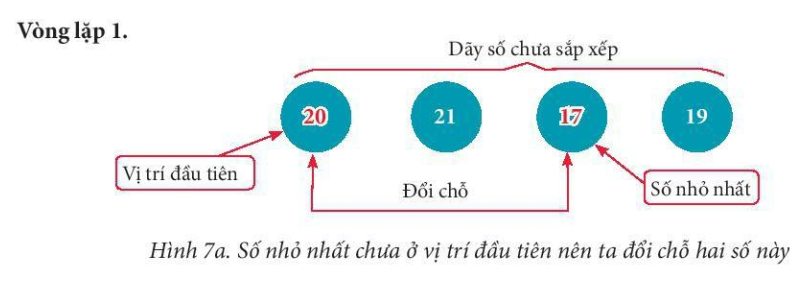 Vòng lặp 1.
Dãy số chưa sắp xếp
20 21 17 19
Vị trí đầu tiên
Đổi chỗ
Số nhỏ nhất
Hình 7a. Số nhỏ nhất chưa ở vị trí đầu tiên nên ta đổi chỗ hai số này